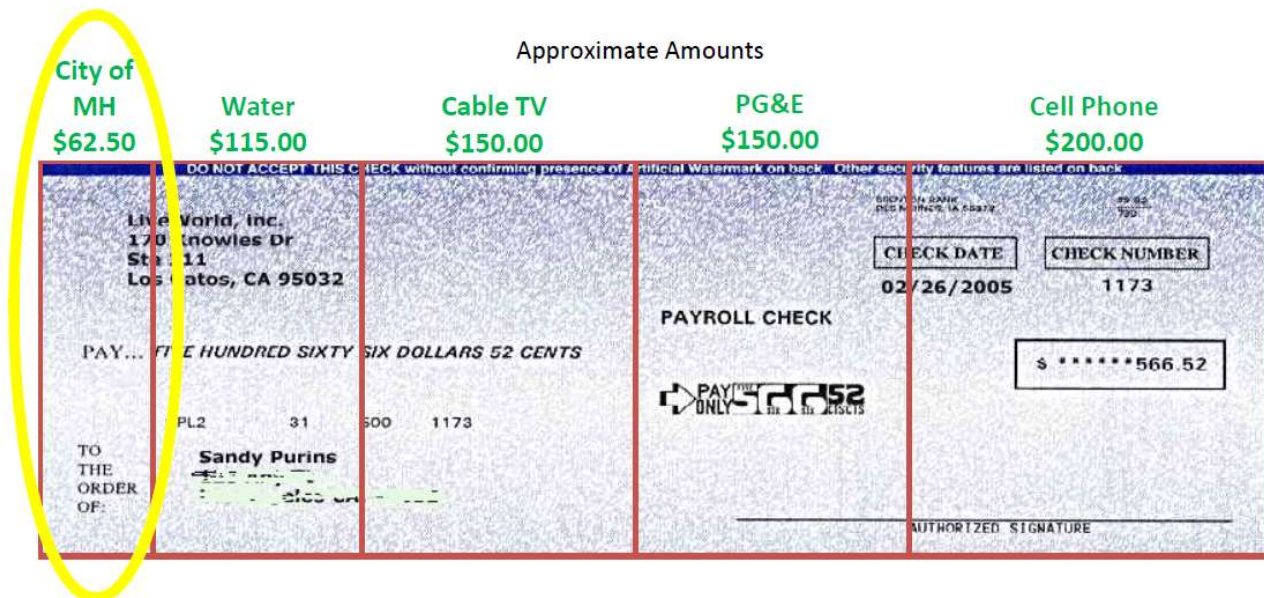 Approximate Amounts
City of
MH
$62.50
Water
$115.00
Cable TV
$150.00
PG&E
$150.00
Cell Phone
$200.00
DO NOT ACCEPT THIS CHECK without confirming presence of Artificial Watermark on back. Other security features are listed on back
LiveWorld, inc.
170 Knowles Dr
Ste 211
Los Gatos, CA 95032
CHECK DATE
CHECK NUMBER
02/26/2005
1173
PAYROLL CHECK
PAY... FIVE HUNDRED SIXTY SIX DOLLARS 52 CENTS
$ ******566.52
PAY
ONLY
52
CTSCTS
PL2 31 500 1173
TO
THE
ORDER
OF:
Sandy Purins
AUTHORIZED SIGNATURE